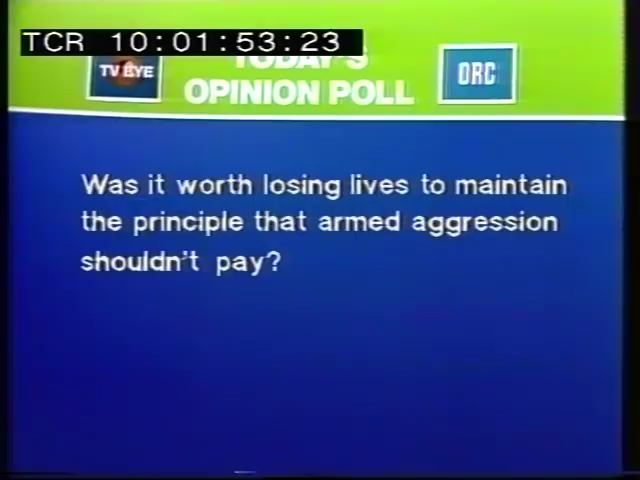 TCR 10:01:53:23
TODAY'S
TV EYE
ORC
OPINION POLL
Was it worth losing lives to maintain
the principle that armed aggression
shouldn't pay?